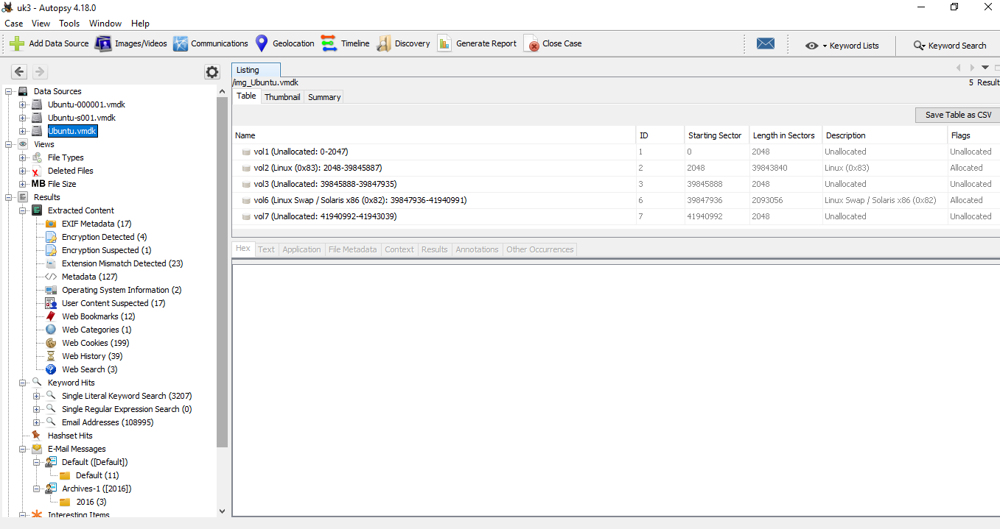 uk3 - Autopsy 4.18.0
Case View Tools Window Help
Add Data Source Images/Videos Communications Geolocation Timeline Discovery Generate Report Close Case Keyword Lists Keyword Search
Data Sources
Ubuntu-000001.vmdk
Ubuntu-s001.vmdk
Ubuntu.vmdk
Views
File Types
Deleted Files
MB File Size
Results
Extracted Content
EXIF Metadata (17)
Encryption Detected (4)
Encryption Suspected (1)
Extension Mismatch Detected (23)
Metadata (127)
Operating System Information (2)
User Content Suspected (17)
Web Bookmarks (12)
Web Categories (1)
Web Cookies (199)
Web History (39)
Web Search (3)
Keyword Hits
Single Literal Keyword Search (3207)
Single Regular Expression Search (0)
Email Addresses (108995)
Hashset Hits
E-Mail Messages
Default ([Default])
Default (11)
Archives-1 ([2016])
2016 (3)
Interesting Items
Listing
/img_Ubuntu.vmdk 5 Result
Table Thumbnail Summary
Save Table as CSV
Name ID Starting Sector Length in Sectors Description Flags
vol1 (Unallocated: 0-2047) 1 0 2048 Unallocated Unallocated
vol2 (Linux (0x83): 2048-39845887) 2 2048 39843840 Linux (0x83) Allocated
vol3 (Unallocated: 39845888-39847935) 3 39845888 2048 Unallocated Unallocated
vol6 (Linux Swap / Solaris x86 (0x82): 39847936-41940991) 6 39847936 2093056 Linux Swap / Solaris x86 (0x82) Allocated
vol7 (Unallocated: 41940992-41943039) 7 41940992 2048 Unallocated Unallocated
Hex Text Application File Metadata Context Results Annotations Other Occurrences